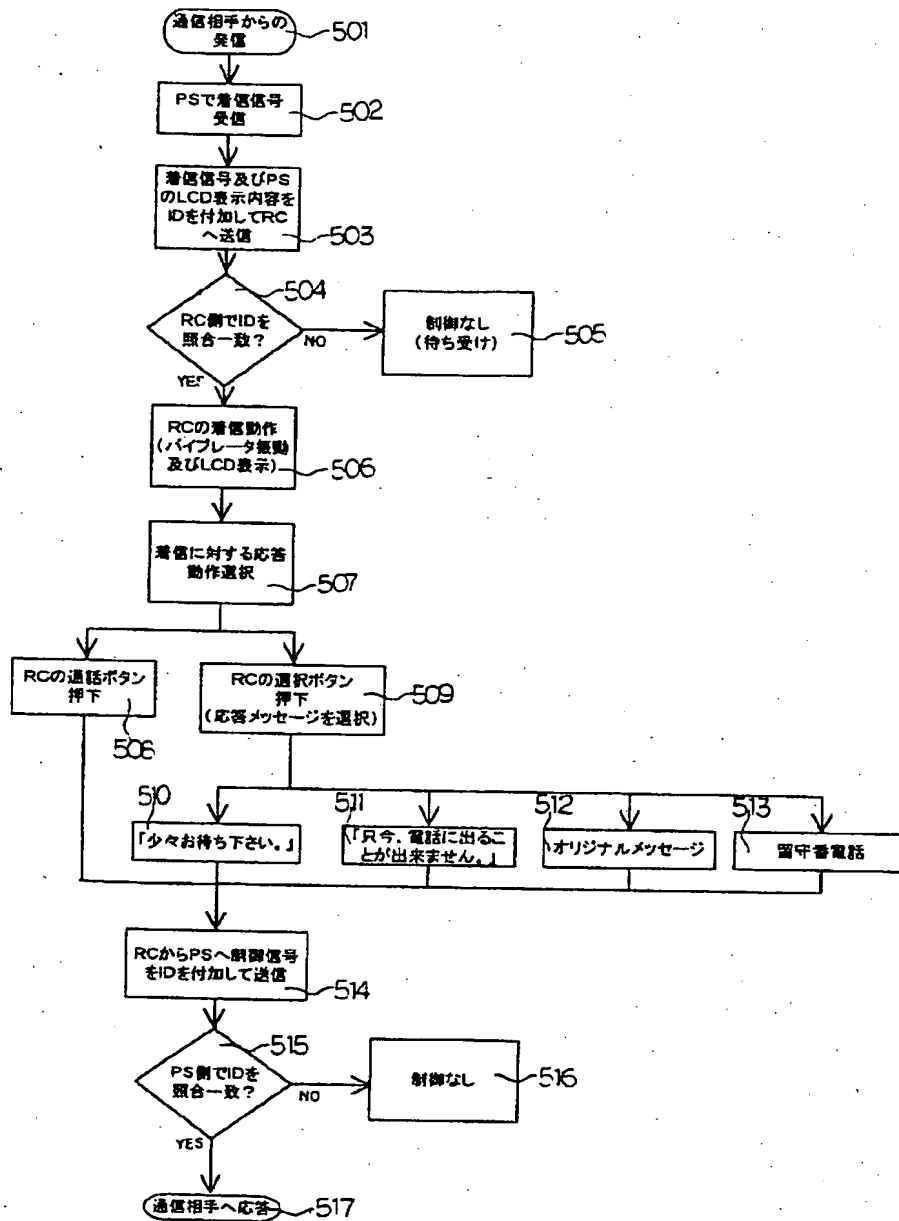 通信相手からの
発信
501
PSで着信信号
受信
502
着信信号及びPS
のLCD表示内容を
IDを付加してRC
へ送信
503
504
RC側でIDを
照合一致?
NO
YES
制御なし
(待ち受け)
505
RCの着信動作
(バイブレータ振動
及びLCD表示)
506
着信に対する応答
動作選択
507
RCの通話ボタン
押下
508
RCの選択ボタン
押下
(応答メッセージを選択)
509
510
「少々お待ち下さい。」
511
「只今、電話に出るこ
とが出来ません。」
512
オリジナルメッセージ
513
留守番電話
RCからPSへ制御信号
をIDを付加して送信
514
515
PS側でIDを
照合一致?
NO
YES
制御なし
516
通信相手へ応答
517